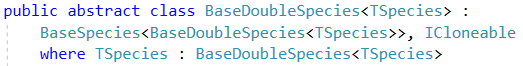 public abstract class BaseDoubleSpecies<TSpecies> :
BaseSpecies<BaseDoubleSpecies<TSpecies>>, ICloneable
where TSpecies : BaseDoubleSpecies<TSpecies>